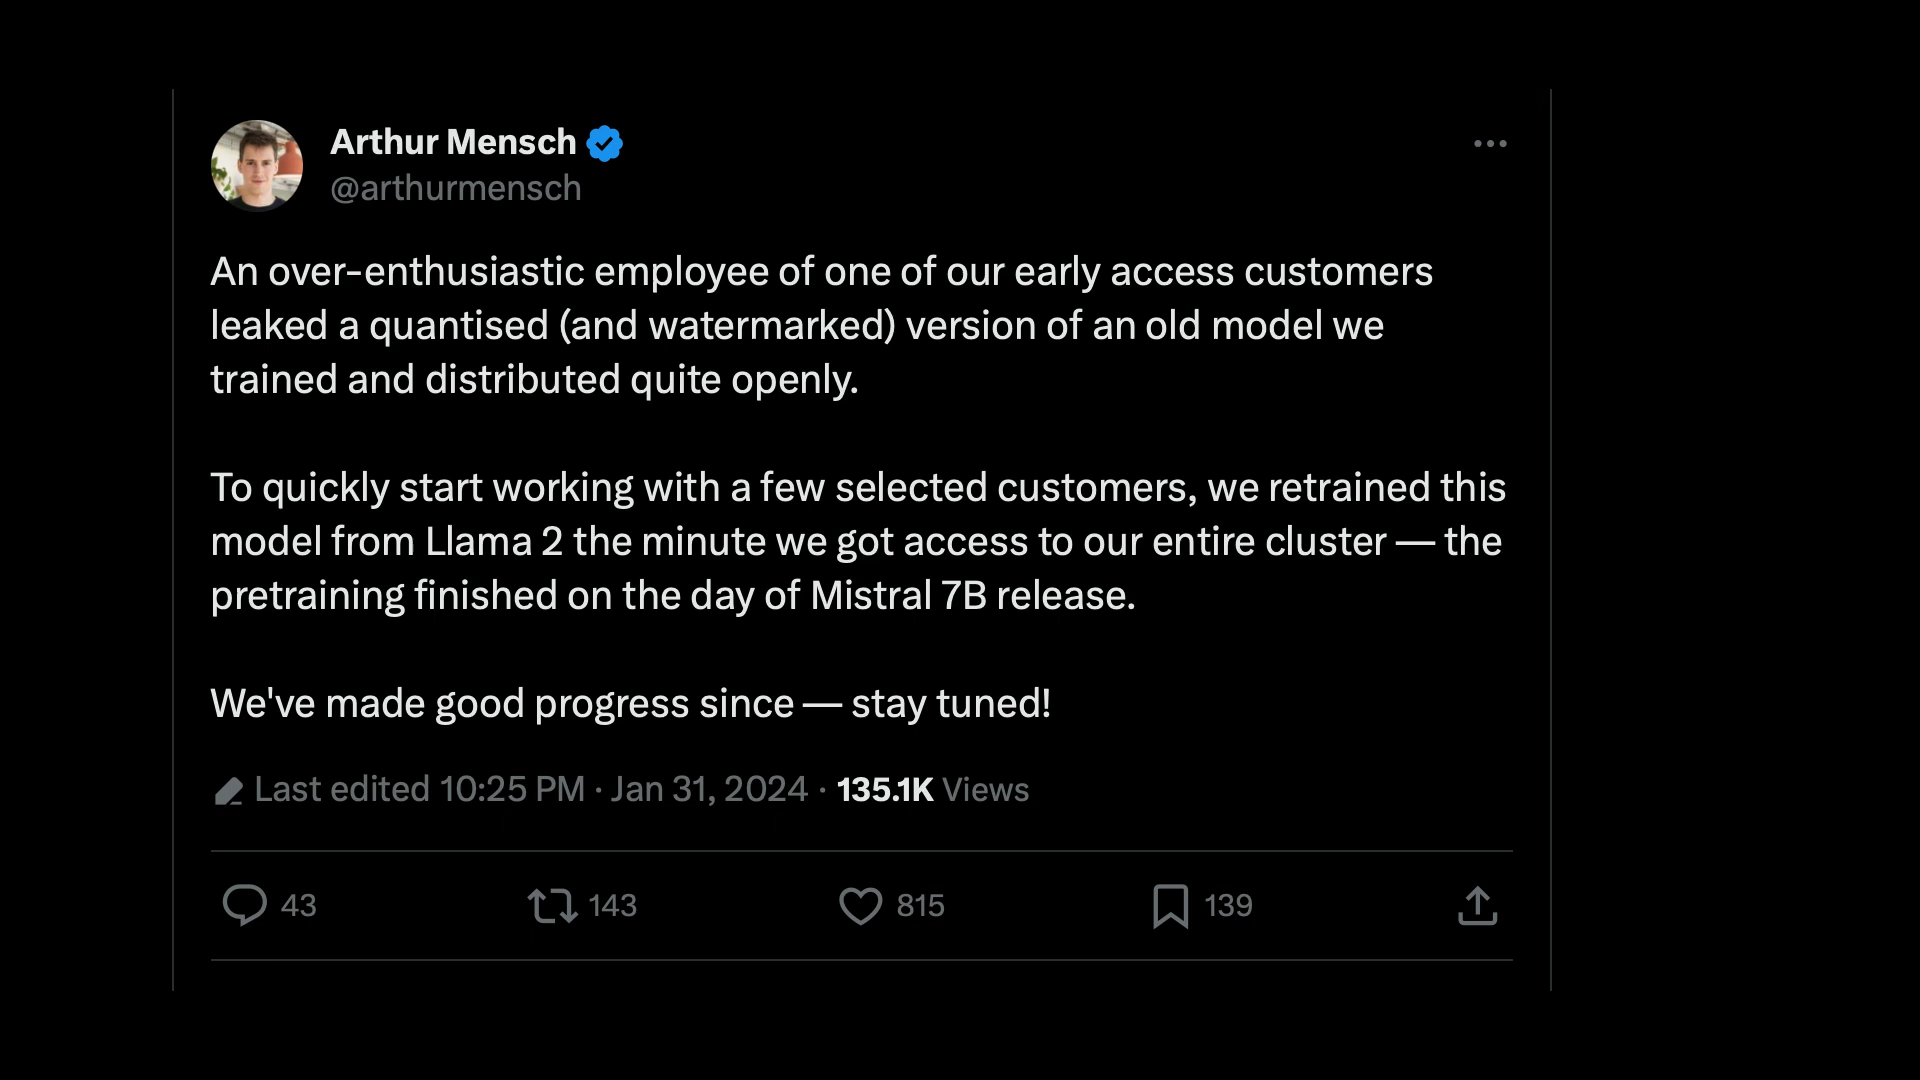 Arthur Mensch
@arthurmensch
An over-enthusiastic employee of one of our early access customers
leaked a quantised (and watermarked) version of an old model we
trained and distributed quite openly.
To quickly start working with a few selected customers, we retrained this
model from Llama 2 the minute we got access to our entire cluster — the
pretraining finished on the day of Mistral 7B release.
We've made good progress since — stay tuned!
Last edited 10:25 PM · Jan 31, 2024 · 135.1K Views
43 143 815 139